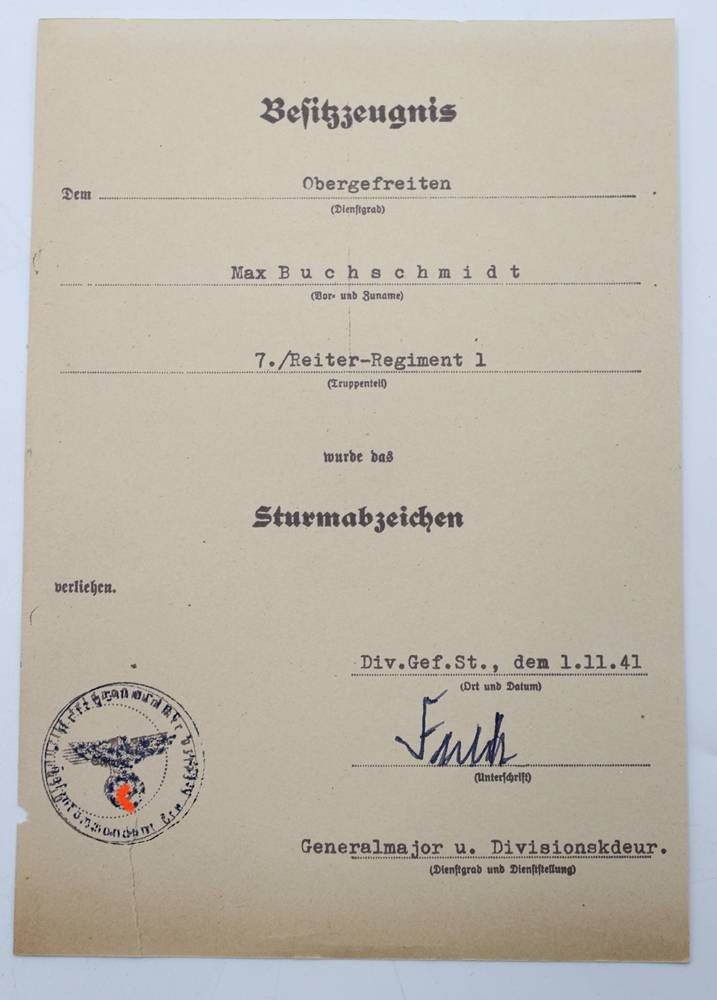 Besitzzeugnis
Dem Obergefreiten
(Dienstgrad)
Max B u c h s c h m i d t
(Vor- und Zuname)
7./Reiter-Regiment 1
(Truppenteil)
wurde das
Sturmabzeichen
verliehen.
Div.Gef.St., dem 1.11.41
(Ort und Datum)
(Unterschrift)
Generalmajor u. Divisionskdeur.
(Dienstgrad und Dienststellung)